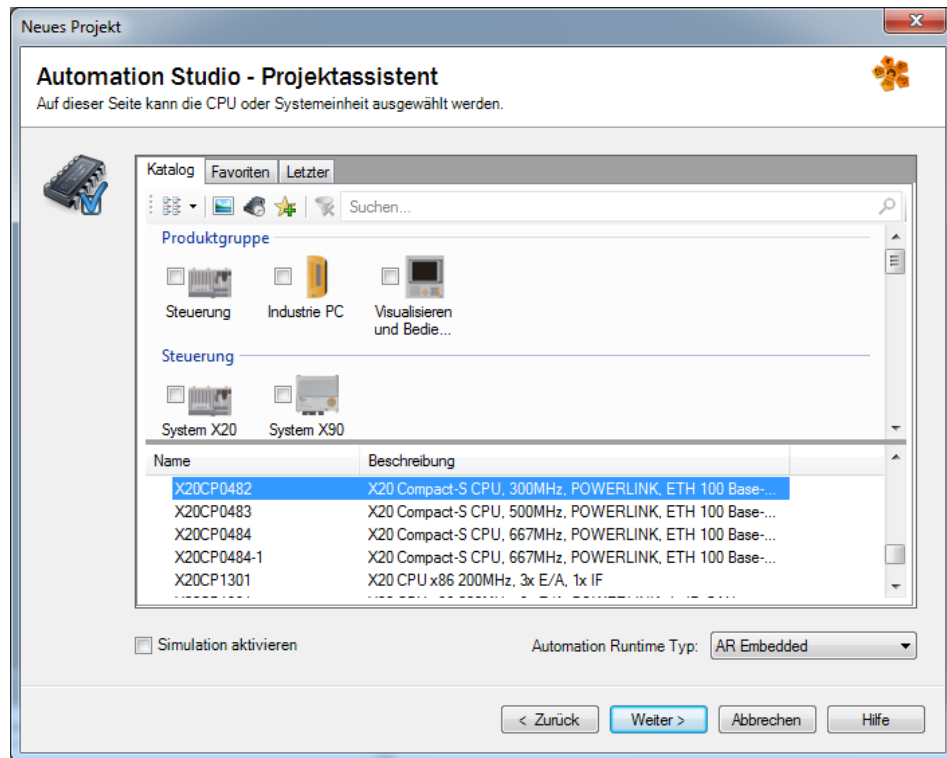 Neues Projekt
Automation Studio - Projektassistent
Auf dieser Seite kann die CPU oder Systemeinheit ausgewählt werden.
Katalog Favoriten Letzter
Suchen...
Produktgruppe
Steuerung Industrie PC Visualisieren
und Bedie...
Steuerung
System X20 System X90
Name Beschreibung
X20CP0482 X20 Compact-S CPU, 300MHz, POWERLINK, ETH 100 Base-...
X20CP0483 X20 Compact-S CPU, 500MHz, POWERLINK, ETH 100 Base-...
X20CP0484 X20 Compact-S CPU, 667MHz, POWERLINK, ETH 100 Base-...
X20CP0484-1 X20 Compact-S CPU, 667MHz, POWERLINK, ETH 100 Base-...
X20CP1301 X20 CPU x86 200MHz, 3x E/A, 1x IF
Simulation aktivieren Automation Runtime Typ: AR Embedded
< Zurück Weiter > Abbrechen Hilfe